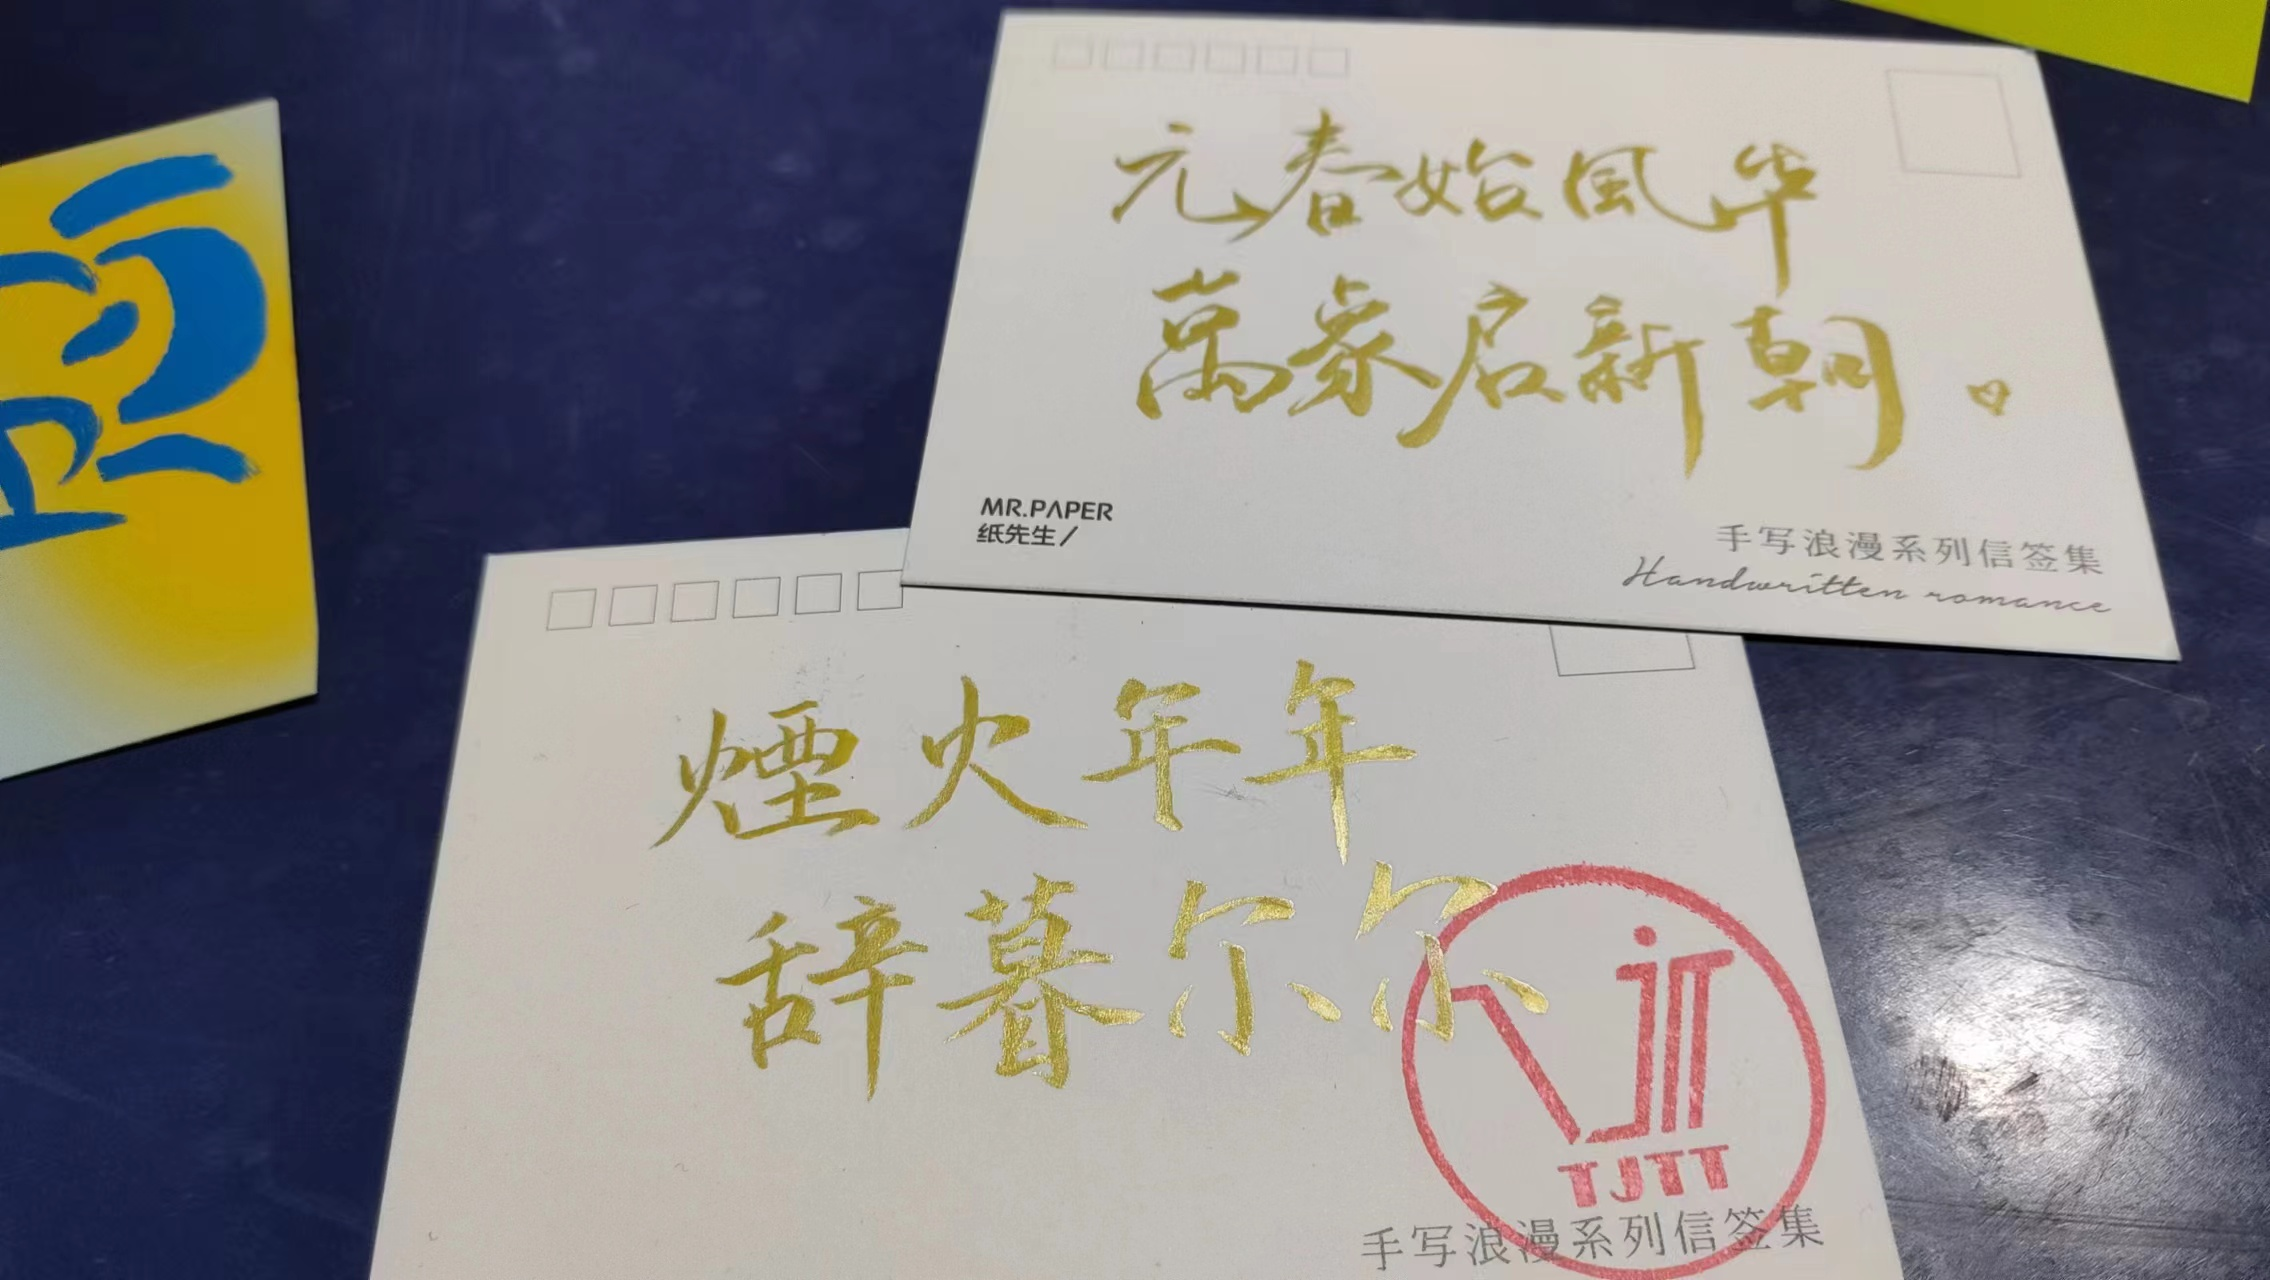 元春始風华
萬象启新朝。
MR.PAPER
纸先生/
手写浪漫系列信签集
Handwritten romance
煙火年年
辞暮尔尔
TJTT
手写浪漫系列信签集